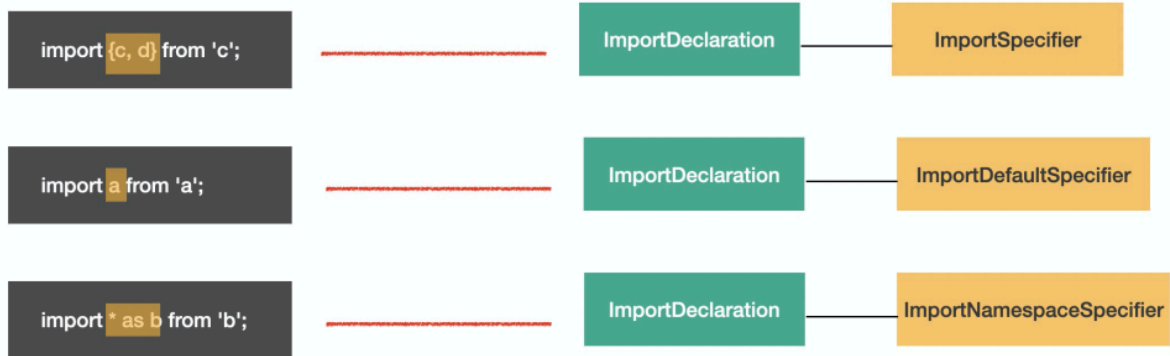 import {c, d} from 'c';
ImportDeclaration
ImportSpecifier
import a from 'a';
ImportDeclaration
ImportDefaultSpecifier
import * as b from 'b';
ImportDeclaration
ImportNamespaceSpecifier